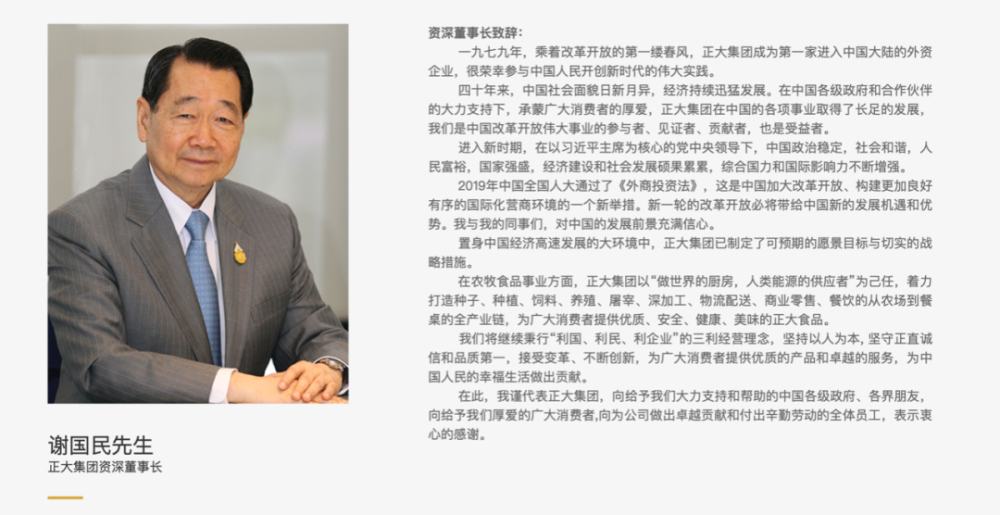 资深董事长致辞：
一九七九年，乘着改革开放的第一缕春风，正大集团成为第一家进入中国大陆的外资
企业，很荣幸参与中国人民开创新时代的伟大实践。
四十年来，中国社会面貌日新月异，经济持续迅猛发展。在中国各级政府和合作伙伴
的大力支持下，承蒙广大消费者的厚爱，正大集团在中国的各项事业取得了长足的发展，
我们是中国改革开放伟大事业的参与者、见证者、贡献者，也是受益者。
进入新时期，在以习近平主席为核心的党中央领导下，中国政治稳定，社会和谐，人
民富裕，国家强盛，经济建设和社会发展硕果累累，综合国力和国际影响力不断增强。
2019年中国全国人大通过了《外商投资法》，这是中国加大改革开放、构建更加良好
有序的国际化营商环境的一个新举措。新一轮的改革开放必将带给中国新的发展机遇和优
势。我与我的同事们，对中国的发展前景充满信心。
置身中国经济高速发展的大环境中，正大集团已制定了可预期的愿景目标与切实的战
略措施。
在农牧食品事业方面，正大集团以“做世界的厨房，人类能源的供应者”为己任，着力
打造种子、种植、饲料、养殖、屠宰、深加工、物流配送、商业零售、餐饮的从农场到餐
桌的全产业链，为广大消费者提供优质、安全、健康、美味的正大食品。
我们将继续秉行“利国、利民、利企业”的三利经营理念，坚持以人为本，坚守正直诚
信和品质第一，接受变革、不断创新，为广大消费者提供优质的产品和卓越的服务，为中
国人民的幸福生活做出贡献。
在此，我谨代表正大集团，向给予我们大力支持和帮助的中国各级政府、各界朋友，
向给予我们厚爱的广大消费者,向为公司做出卓越贡献和付出辛勤劳动的全体员工，表示衷
心的感谢。
谢国民先生
正大集团资深董事长